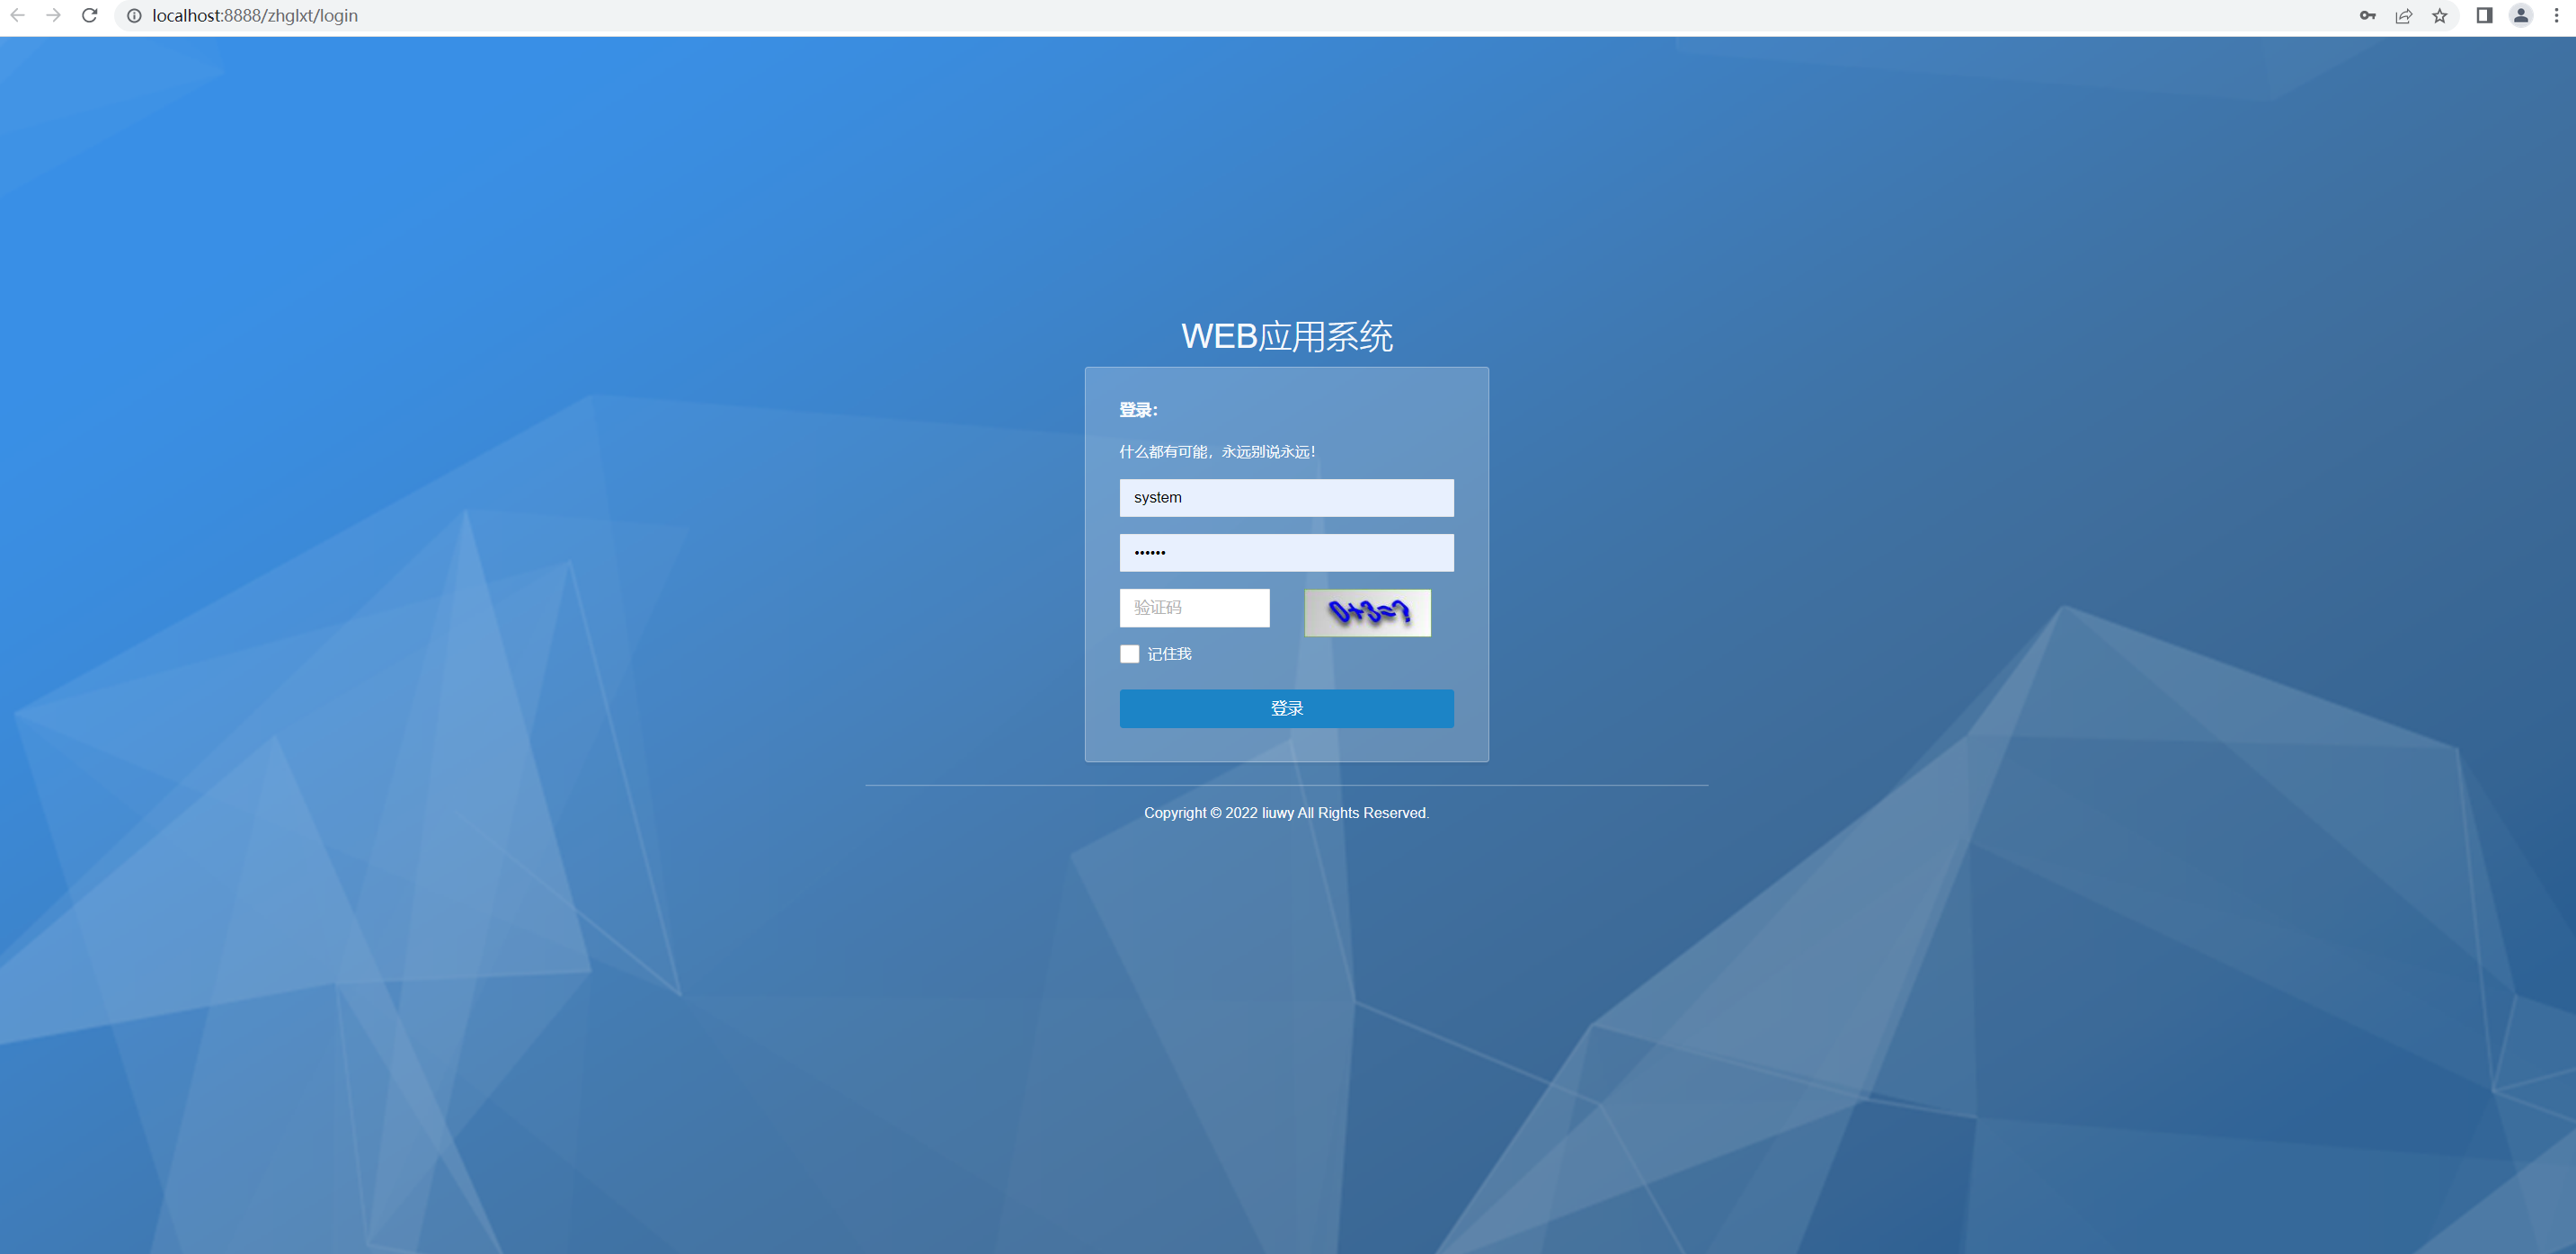 localhost:8888/zhglxt/login
WEB应用系统
登录：
什么都有可能，永远别说永远！
system
••••••
验证码
0+3=?
记住我
登录
Copyright © 2022 liuwy All Rights Reserved.